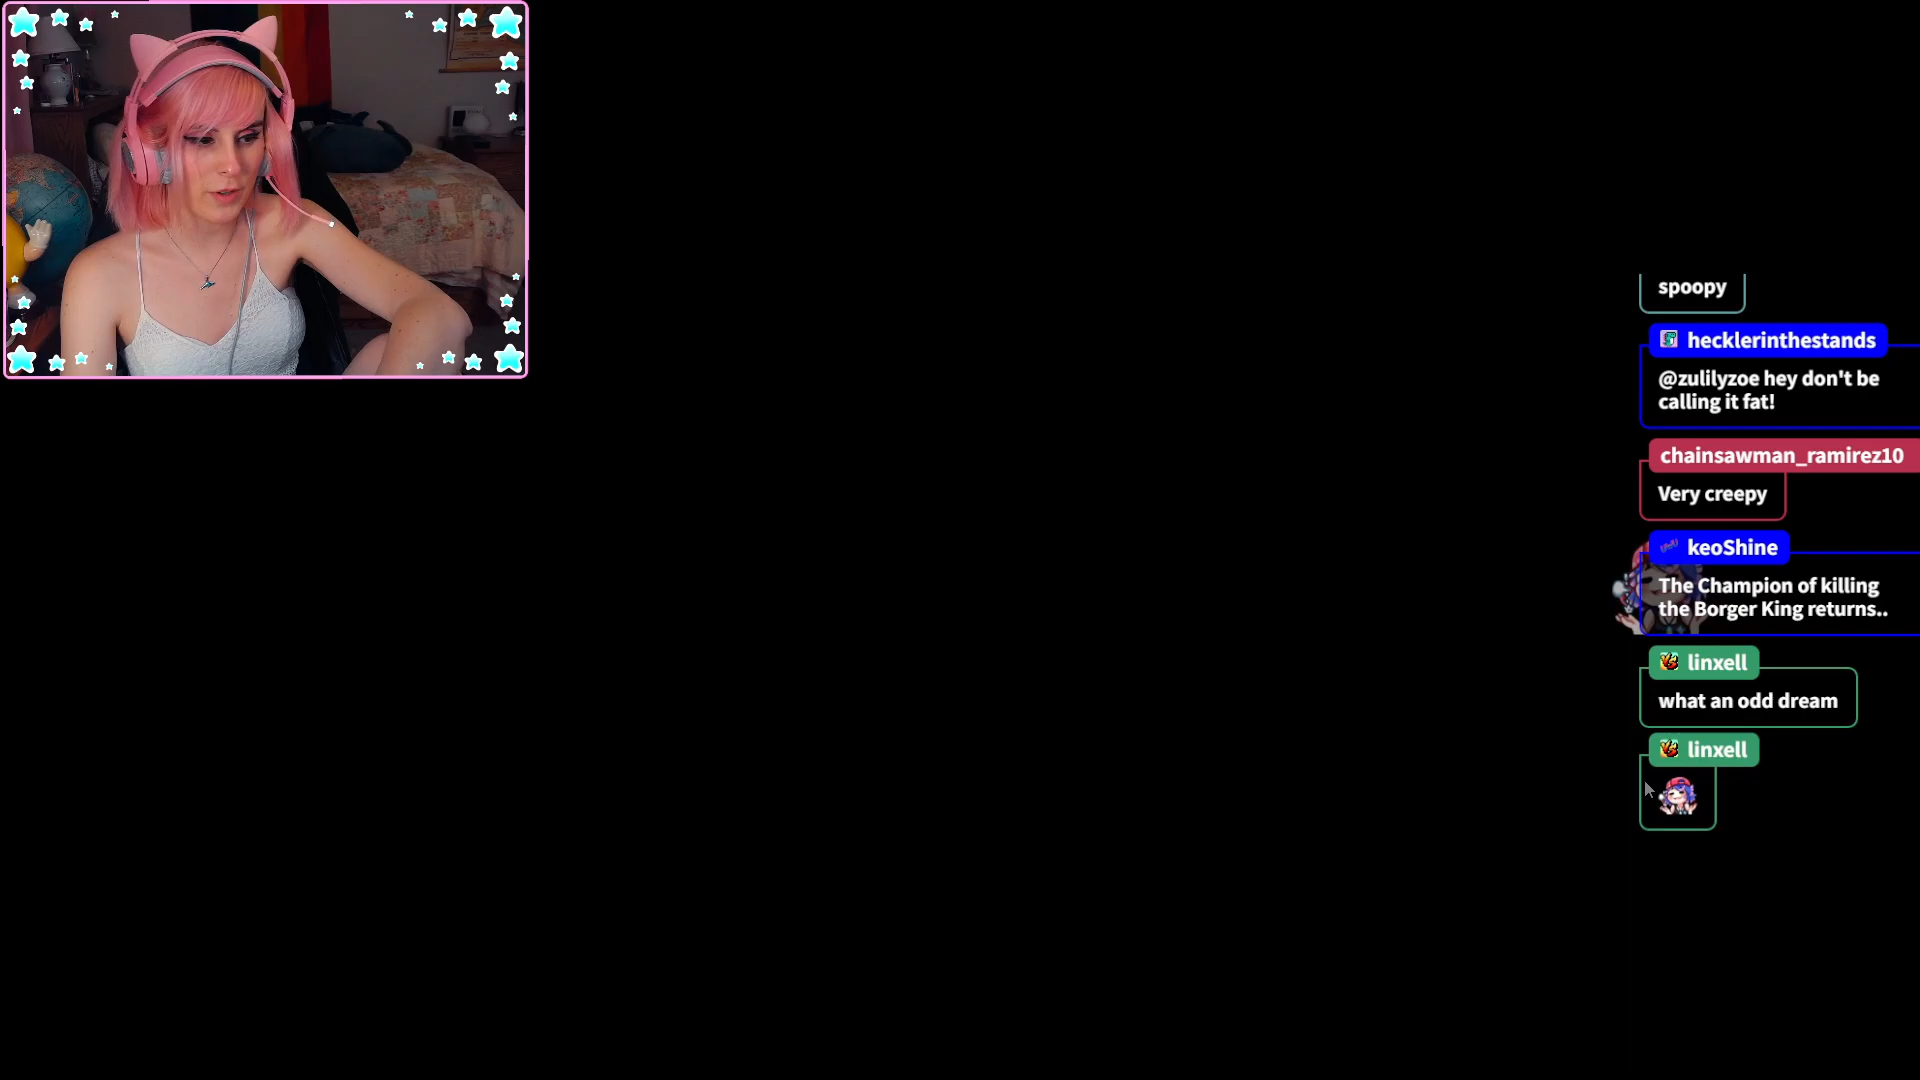 spoopy
hecklerinthestands
@zulilyzoe hey don't be
calling it fat!
chainsawman_ramirez10
Very creepy
keoShine
The Champion of killing
the Borger King returns..
linxell
what an odd dream
linxell